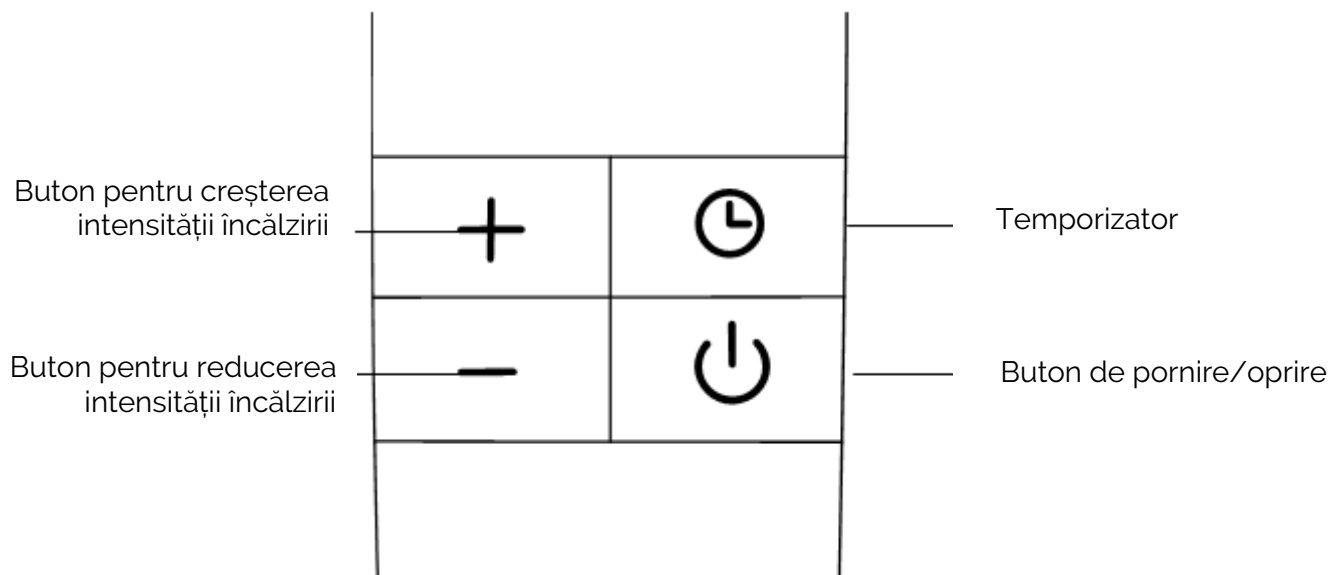 Buton pentru creșterea
intensității încălzirii
Temporizator
Buton pentru reducerea
intensității încălzirii
Buton de pornire/oprire